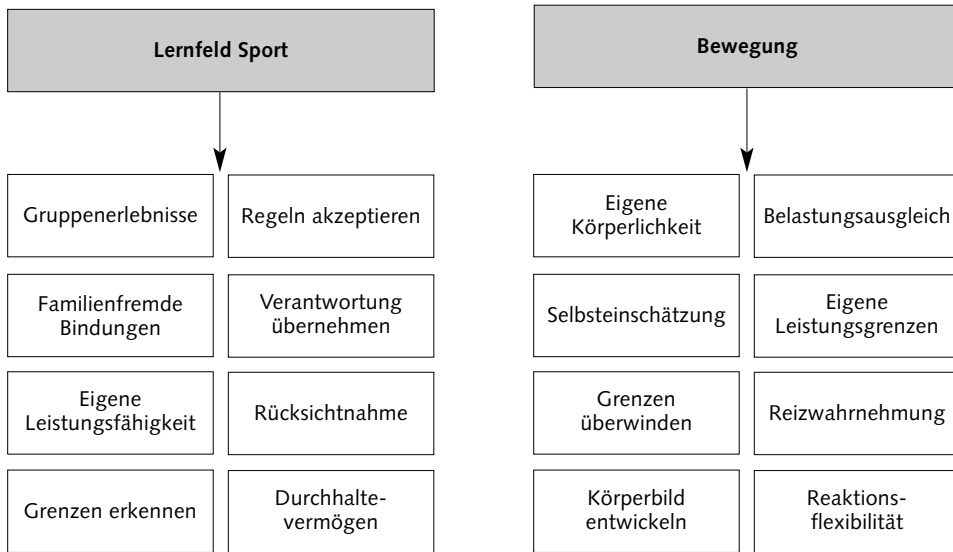 Lernfeld Sport
Gruppenerlebnisse
Regeln akzeptieren
Familienfremde
Bindungen
Verantwortung
übernehmen
Eigene
Leistungsfähigkeit
Rücksichtnahme
Grenzen erkennen
Durchhalte-
vermögen
Bewegung
Eigene
Körperlichkeit
Belastungsausgleich
Selbsteinschätzung
Eigene
Leistungsgrenzen
Grenzen
überwinden
Reizwahrnehmung
Körperbild
entwickeln
Reaktions-
flexibilität